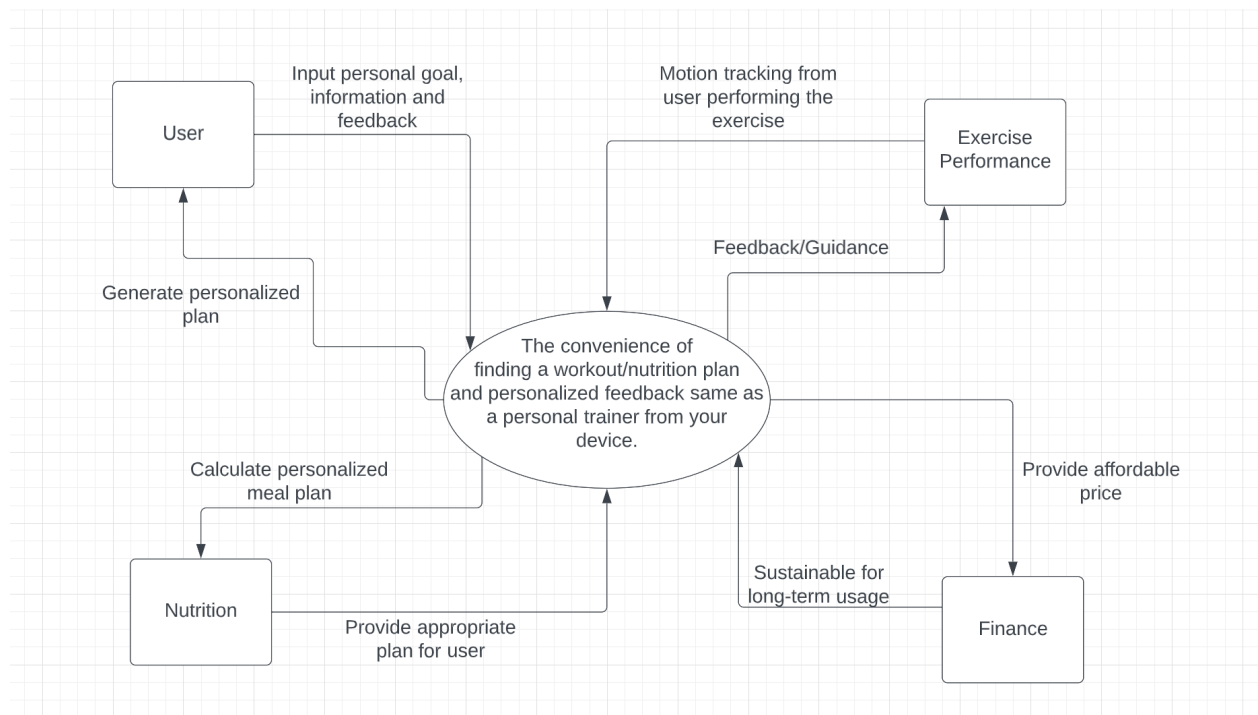 Input personal goal,
information and
feedback
Motion tracking from
user performing the
exercise
User
Exercise
Performance
Feedback/Guidance
Generate personalized
plan
The convenience of
finding a workout/nutrition plan
and personalized feedback same as
a personal trainer from your
device.
Calculate personalized
meal plan
Provide affordable
price
Sustainable for
long-term usage
Nutrition
Finance
Provide appropriate
plan for user